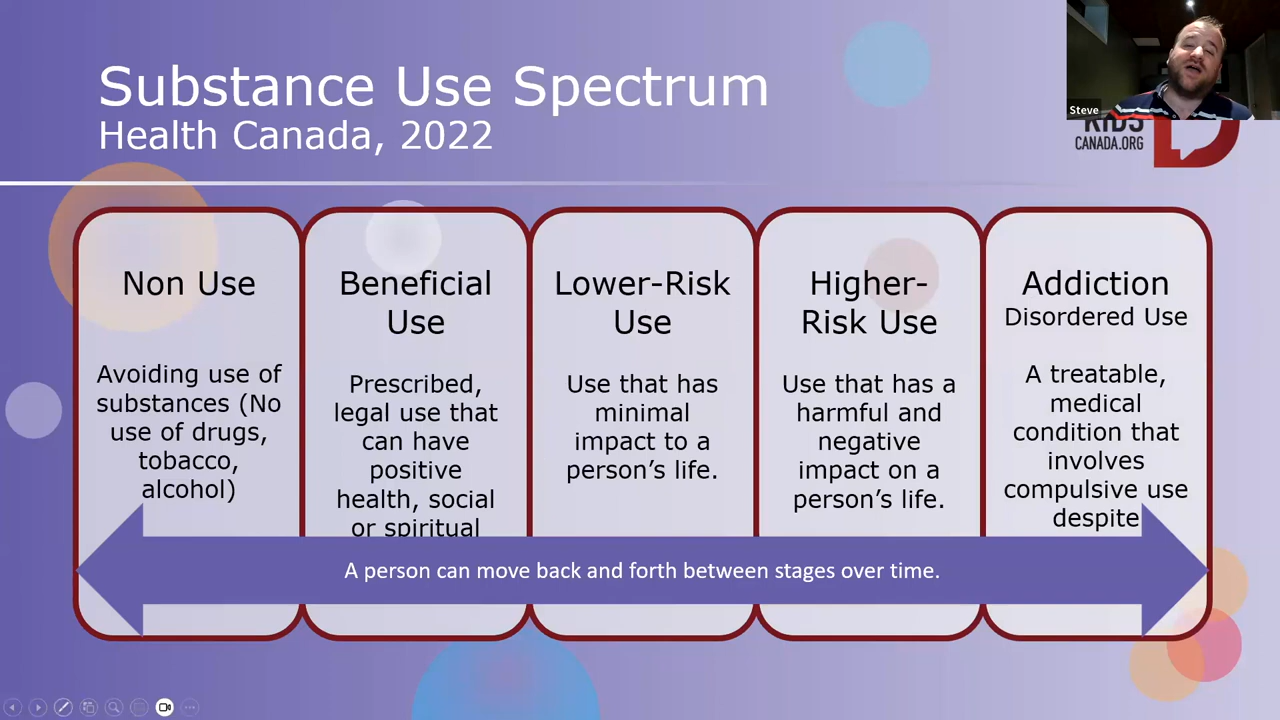 Substance Use Spectrum
Health Canada, 2022
Steve
KIDS
CANADA.ORG
Non Use
Avoiding use of
substances (No
use of drugs,
tobacco,
alcohol)
Beneficial
Use
Prescribed,
legal use that
can have
positive
health, social
or spiritual
Lower-Risk
Use
Use that has
minimal
impact to a
person's life.
Higher-
Risk Use
Use that has a
harmful and
negative
impact on a
person's life.
Addiction
Disordered Use
A treatable,
medical
condition that
involves
compulsive use
despite
A person can move back and forth between stages over time.